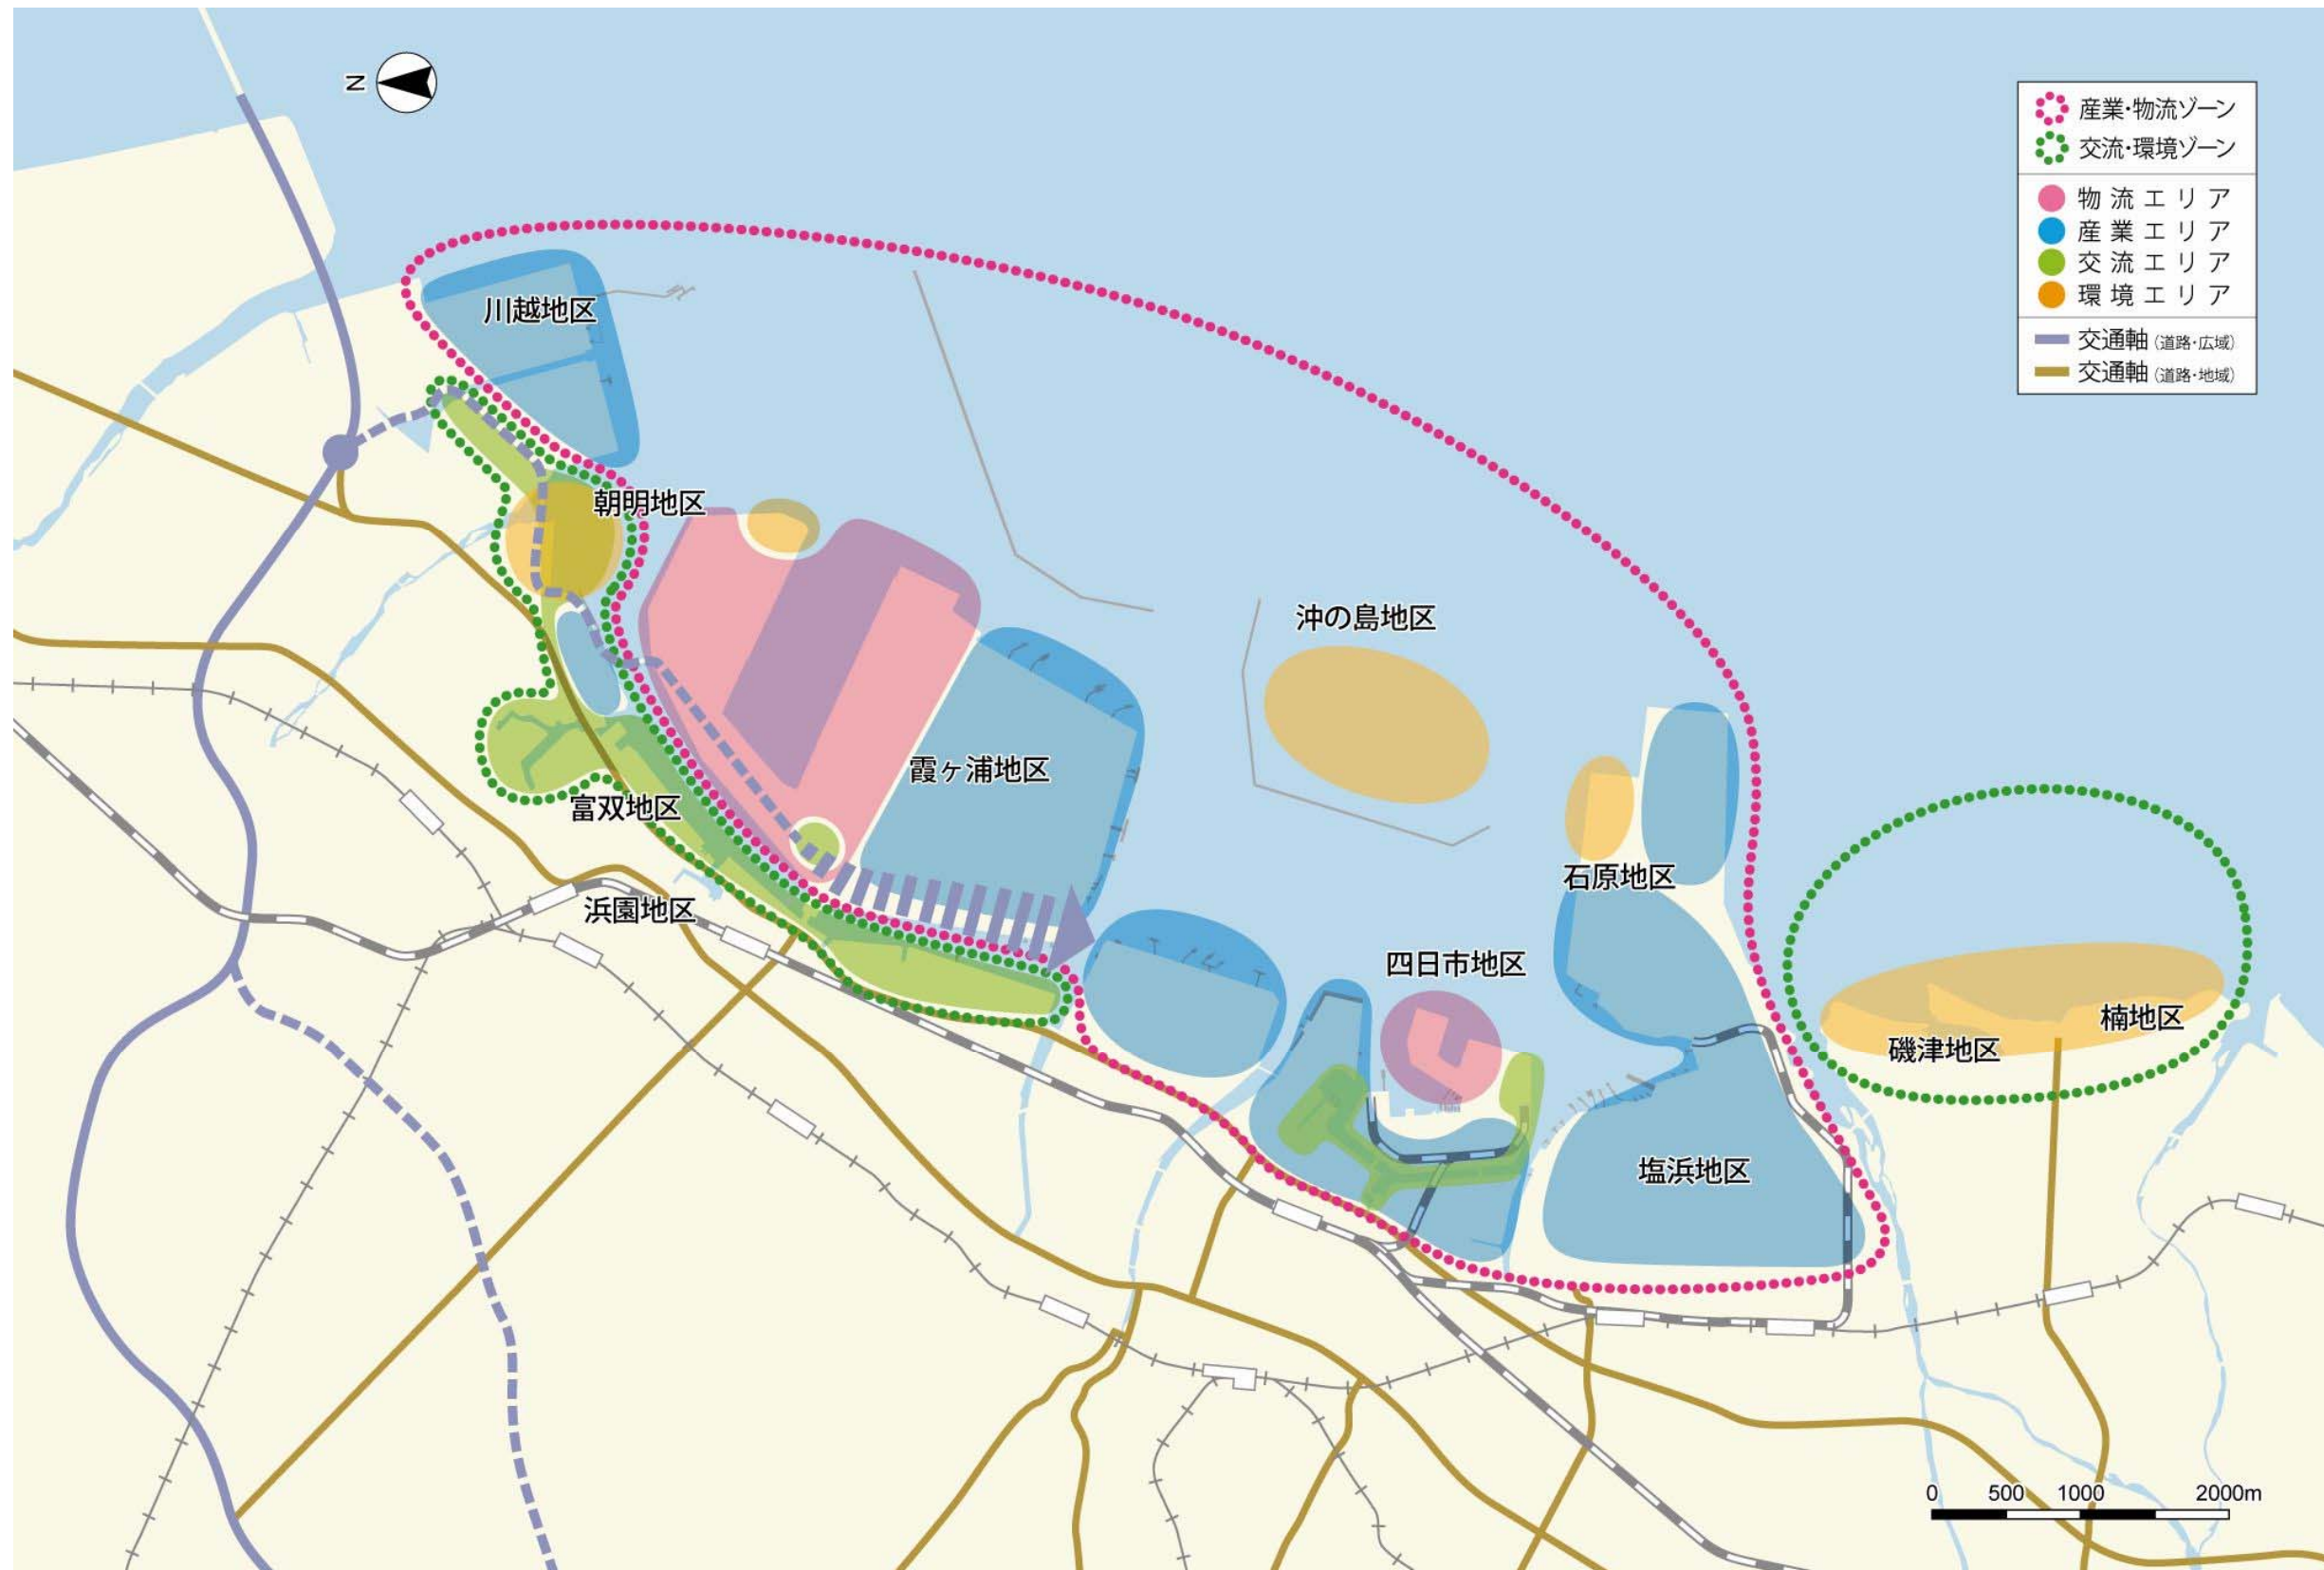 N
産業・物流ゾーン
交流・環境ゾーン
物流エリア
産業エリア
交流エリア
環境エリア
交通軸（道路・広域）
交通軸（道路・地域）
川越地区
朝明地区
沖の島地区
霞ヶ浦地区
富双地区
石原地区
浜園地区
四日市地区
楠地区
磯津地区
塩浜地区
0 500 1000 2000m